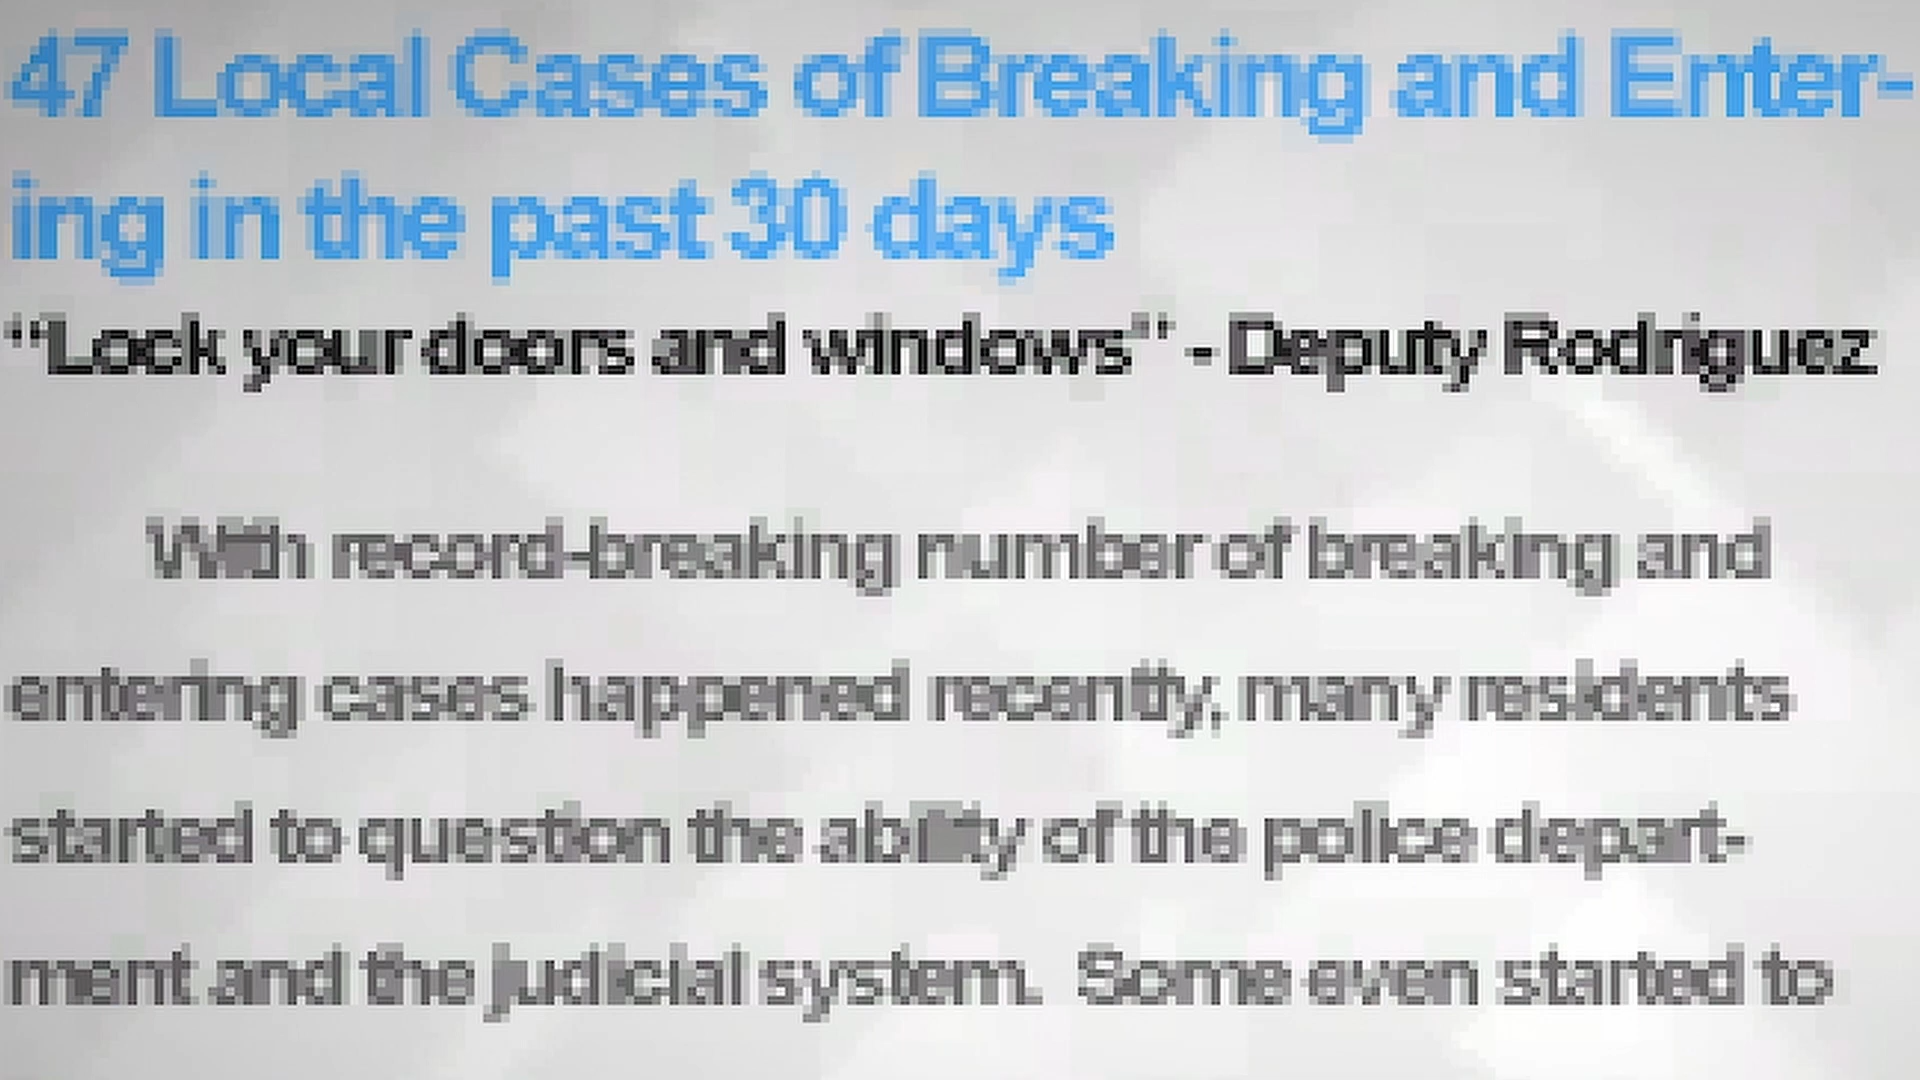 47 Local Cases of Breaking and Enter-
ing in the past 30 days
"Lock your doors and windows" - Deputy Rodriguez
With record-breaking number of breaking and
entering cases happened recently, many residents
started to question the ability of the police depart-
ment and the judicial system. Some even started to